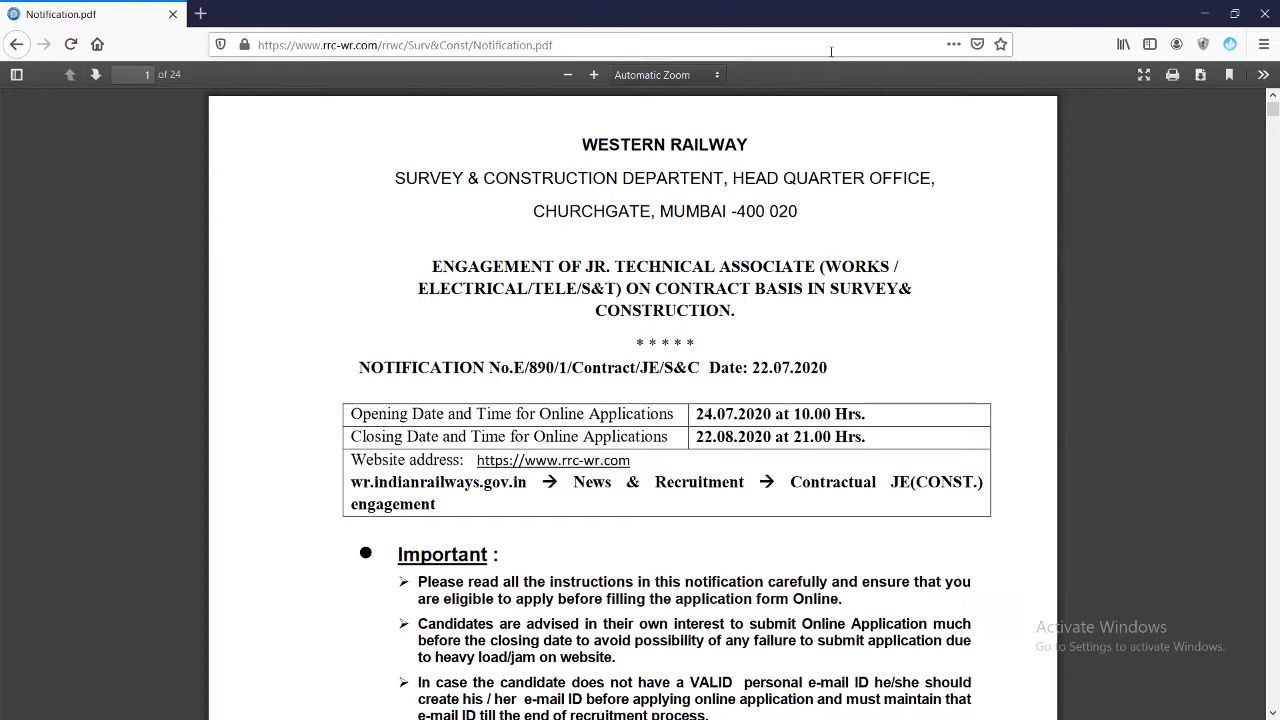 Notification.pdf
https://www.rrc-wr.com/rrwc/Surv&Const/Notification.pdf
1 of 24
Automatic Zoom
WESTERN RAILWAY
SURVEY & CONSTRUCTION DEPARTENT, HEAD QUARTER OFFICE,
CHURCHGATE, MUMBAI -400 020
ENGAGEMENT OF JR. TECHNICAL ASSOCIATE (WORKS /
ELECTRICAL/TELE/S&T) ON CONTRACT BASIS IN SURVEY&
CONSTRUCTION.
* * * * *
NOTIFICATION No.E/890/1/Contract/JE/S&C Date: 22.07.2020
Opening Date and Time for Online Applications 24.07.2020 at 10.00 Hrs.
Closing Date and Time for Online Applications 22.08.2020 at 21.00 Hrs.
Website address: https://www.rrc-wr.com
wr.indianrailways.gov.in → News & Recruitment → Contractual JE(CONST.)
engagement
● Important :
➢ Please read all the instructions in this notification carefully and ensure that you
are eligible to apply before filling the application form Online.
➢ Candidates are advised in their own interest to submit Online Application much
before the closing date to avoid possibility of any failure to submit application due
to heavy load/jam on website.
➢ In case the candidate does not have a VALID personal e-mail ID he/she should
create his / her e-mail ID before applying online application and must maintain that
e-mail ID till the end of recruitment process.
Activate Windows
Go to Settings to activate Windows.